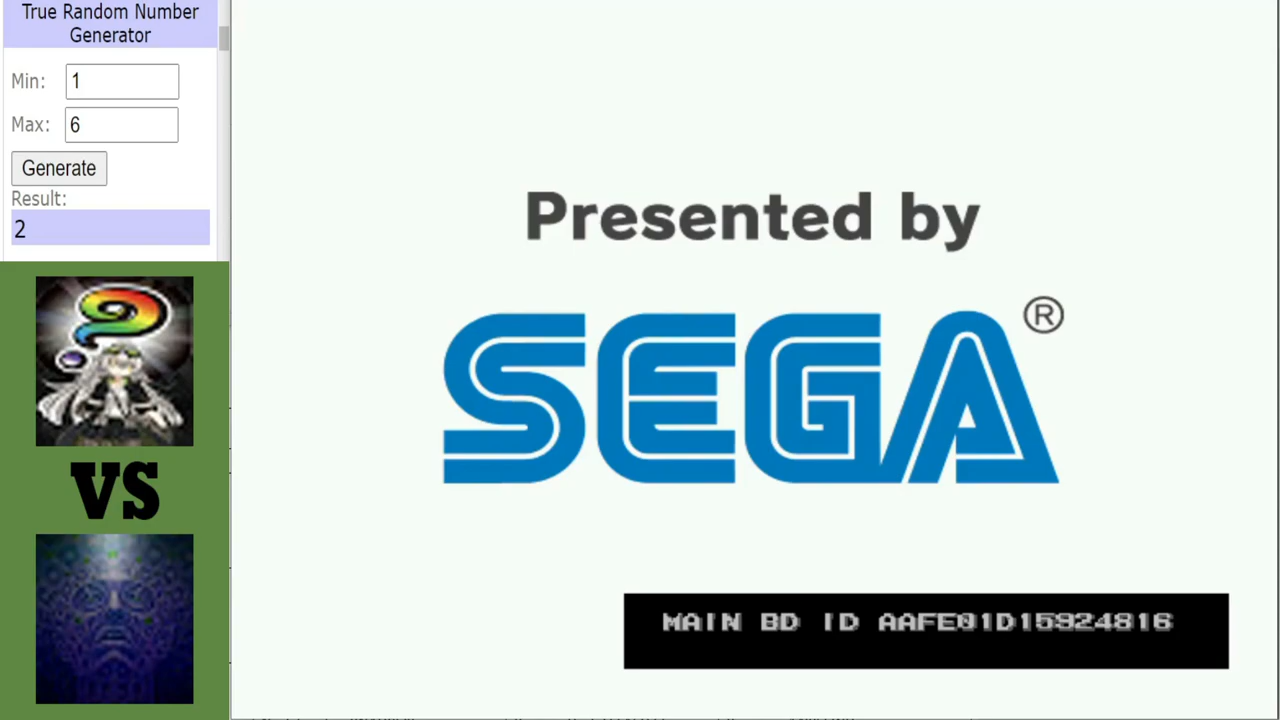 True Random Number
Generator
Min: 1
Max: 6
Generate
Result:
2
VS
Presented by
SEGA®
MAIN BD ID AAFE01D15924816